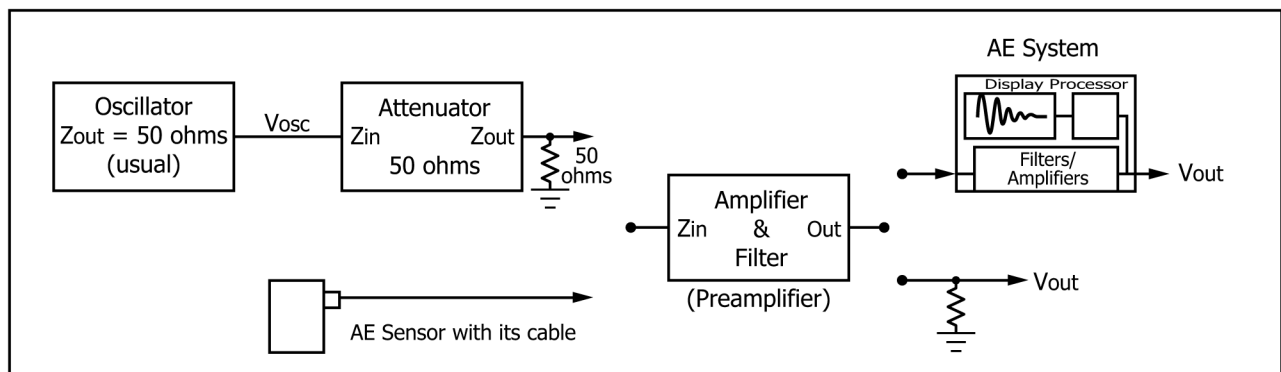 AE System
Display Processor
Oscillator
Zout = 50 ohms
(usual)
Vosc
Attenuator
Zin Zout
50 ohms
50
ohms
Filters/
Amplifiers
Vout
Amplifier
Zin & Out
Filter
(Preamplifier)
Vout
AE Sensor with its cable